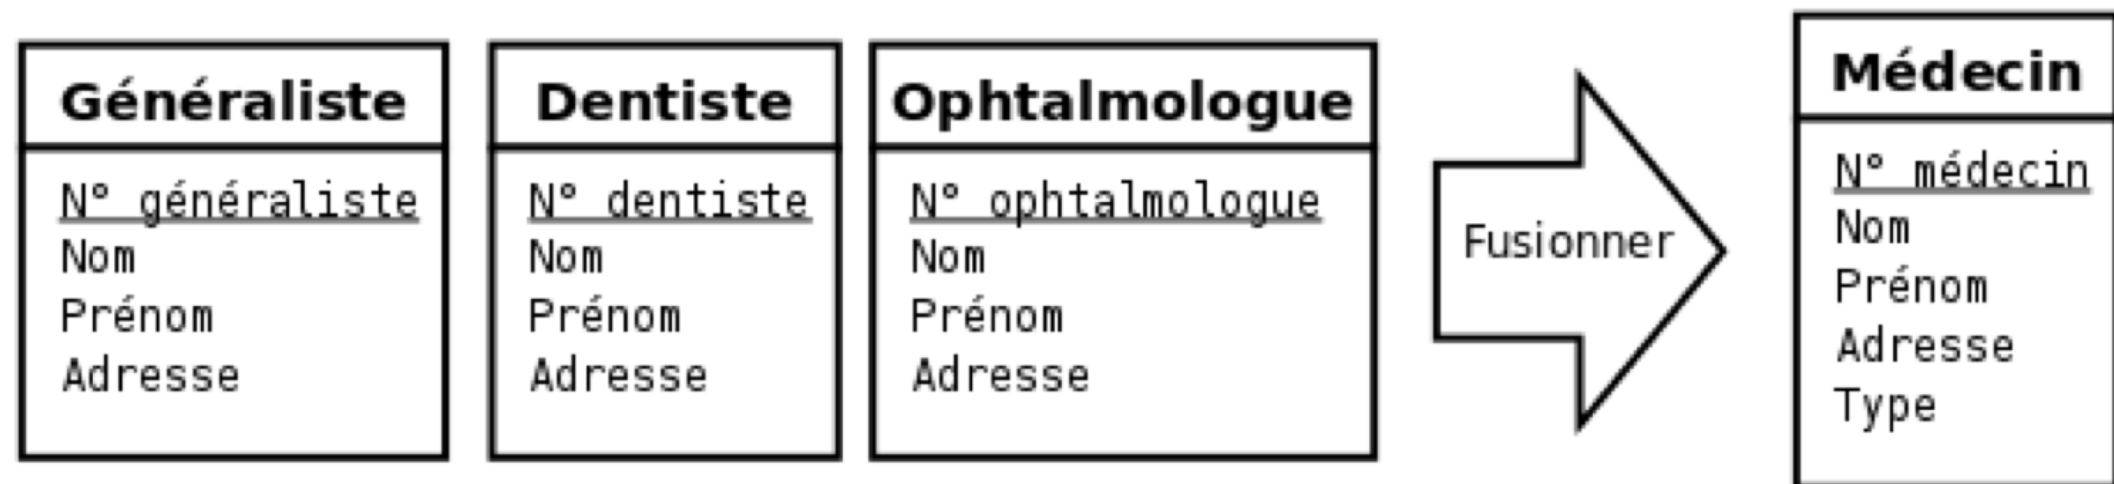 Généraliste
N° généraliste
Nom
Prénom
Adresse
Dentiste
N° dentiste
Nom
Prénom
Adresse
Ophtalmologue
N° ophtalmologue
Nom
Prénom
Adresse
Fusionner
Médecin
N° médecin
Nom
Prénom
Adresse
Type